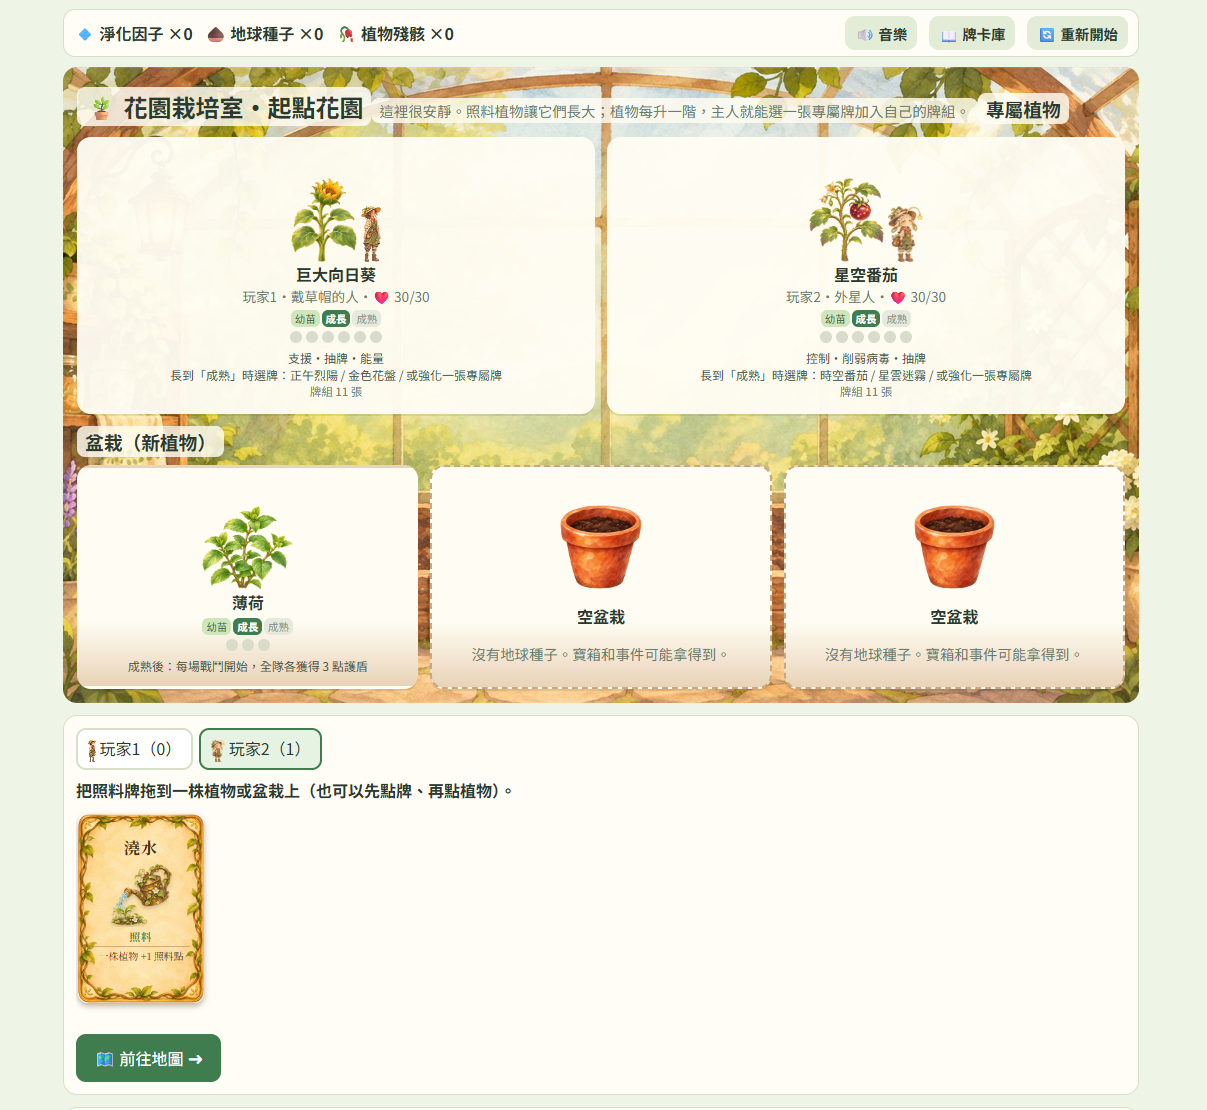 淨化因子 ×0 地球種子 ×0 植物殘骸 ×0 音樂 牌卡庫 重新開始
花園栽培室・起點花園 這裡很安靜。照料植物讓它們長大；植物每升一階，主人就能選一張專屬牌加入自己的牌組。 專屬植物
巨大向日葵
玩家1・戴草帽的人・ 30/30
幼苗 成長 成熟
支援・抽牌・能量
長到「成熟」時選牌：正午烈陽 / 金色花盤 / 或強化一張專屬牌
牌組 11 張
星空番茄
玩家2・外星人・ 30/30
幼苗 成長 成熟
控制・削弱病毒・抽牌
長到「成熟」時選牌：時空番茄 / 星雲迷霧 / 或強化一張專屬牌
牌組 11 張
盆栽（新植物）
薄荷
幼苗 成長 成熟
成熟後：每場戰鬥開始，全隊各獲得 3 點護盾
空盆栽
沒有地球種子。寶箱和事件可能拿得到。
空盆栽
沒有地球種子。寶箱和事件可能拿得到。
玩家1（0） 玩家2（1）
把照料牌拖到一株植物或盆栽上（也可以先點牌、再點植物）。
澆水
照料
一株植物 +1 照料點
前往地圖 →